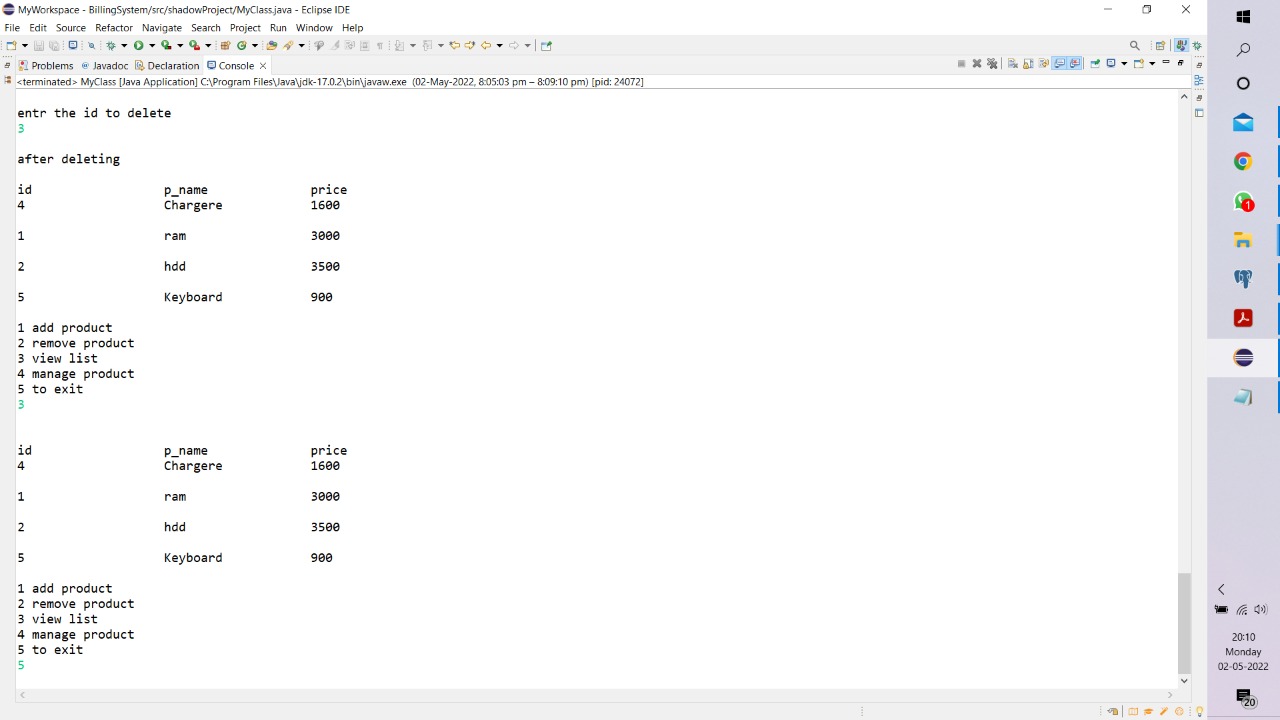 MyWorkspace - BillingSystem/src/shadowProject/MyClass.java - Eclipse IDE
File Edit Source Refactor Navigate Search Project Run Window Help
Problems Javadoc Declaration Console
<terminated> MyClass [Java Application] C:\Program Files\Java\jdk-17.0.2\bin\javaw.exe (02-May-2022, 8:05:03 pm – 8:09:10 pm) [pid: 24072]
entr the id to delete
3
after deleting
id p_name price
4 Chargere 1600
1 ram 3000
2 hdd 3500
5 Keyboard 900
1 add product
2 remove product
3 view list
4 manage product
5 to exit
3
id p_name price
4 Chargere 1600
1 ram 3000
2 hdd 3500
5 Keyboard 900
1 add product
2 remove product
3 view list
4 manage product
5 to exit
5
1
20:10
Monday
02-05-2022
20